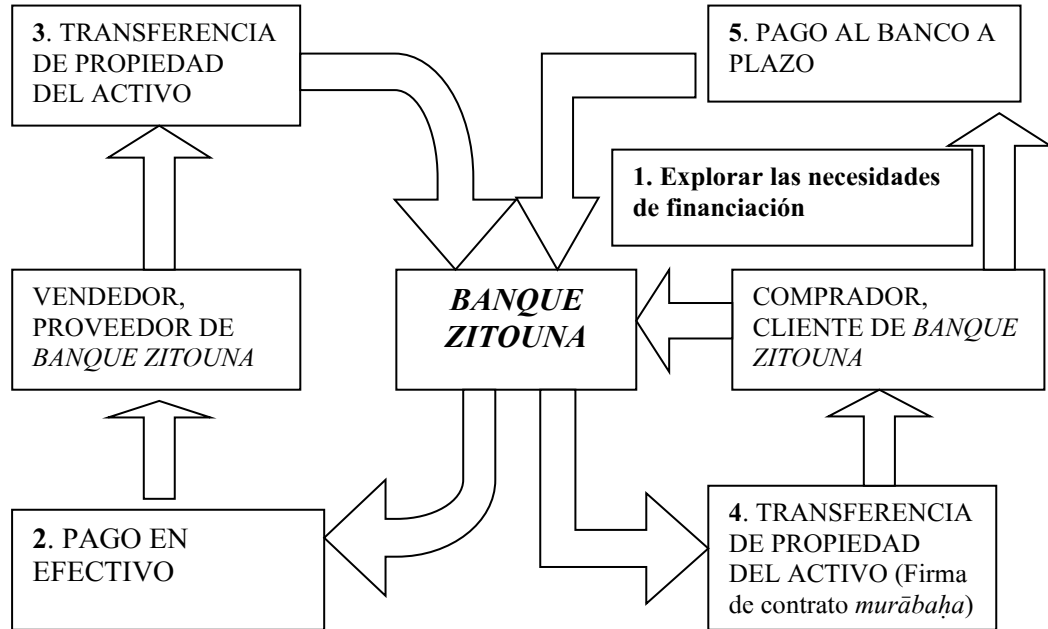 3. TRANSFERENCIA
DE PROPIEDAD
DEL ACTIVO
5. PAGO AL BANCO A
PLAZO
1. Explorar las necesidades
de financiación
VENDEDOR,
PROVEEDOR DE
BANQUE ZITOUNA
BANQUE
ZITOUNA
COMPRADOR,
CLIENTE DE BANQUE
ZITOUNA
2. PAGO EN
EFECTIVO
4. TRANSFERENCIA
DE PROPIEDAD
DEL ACTIVO (Firma
de contrato murābaḥa)